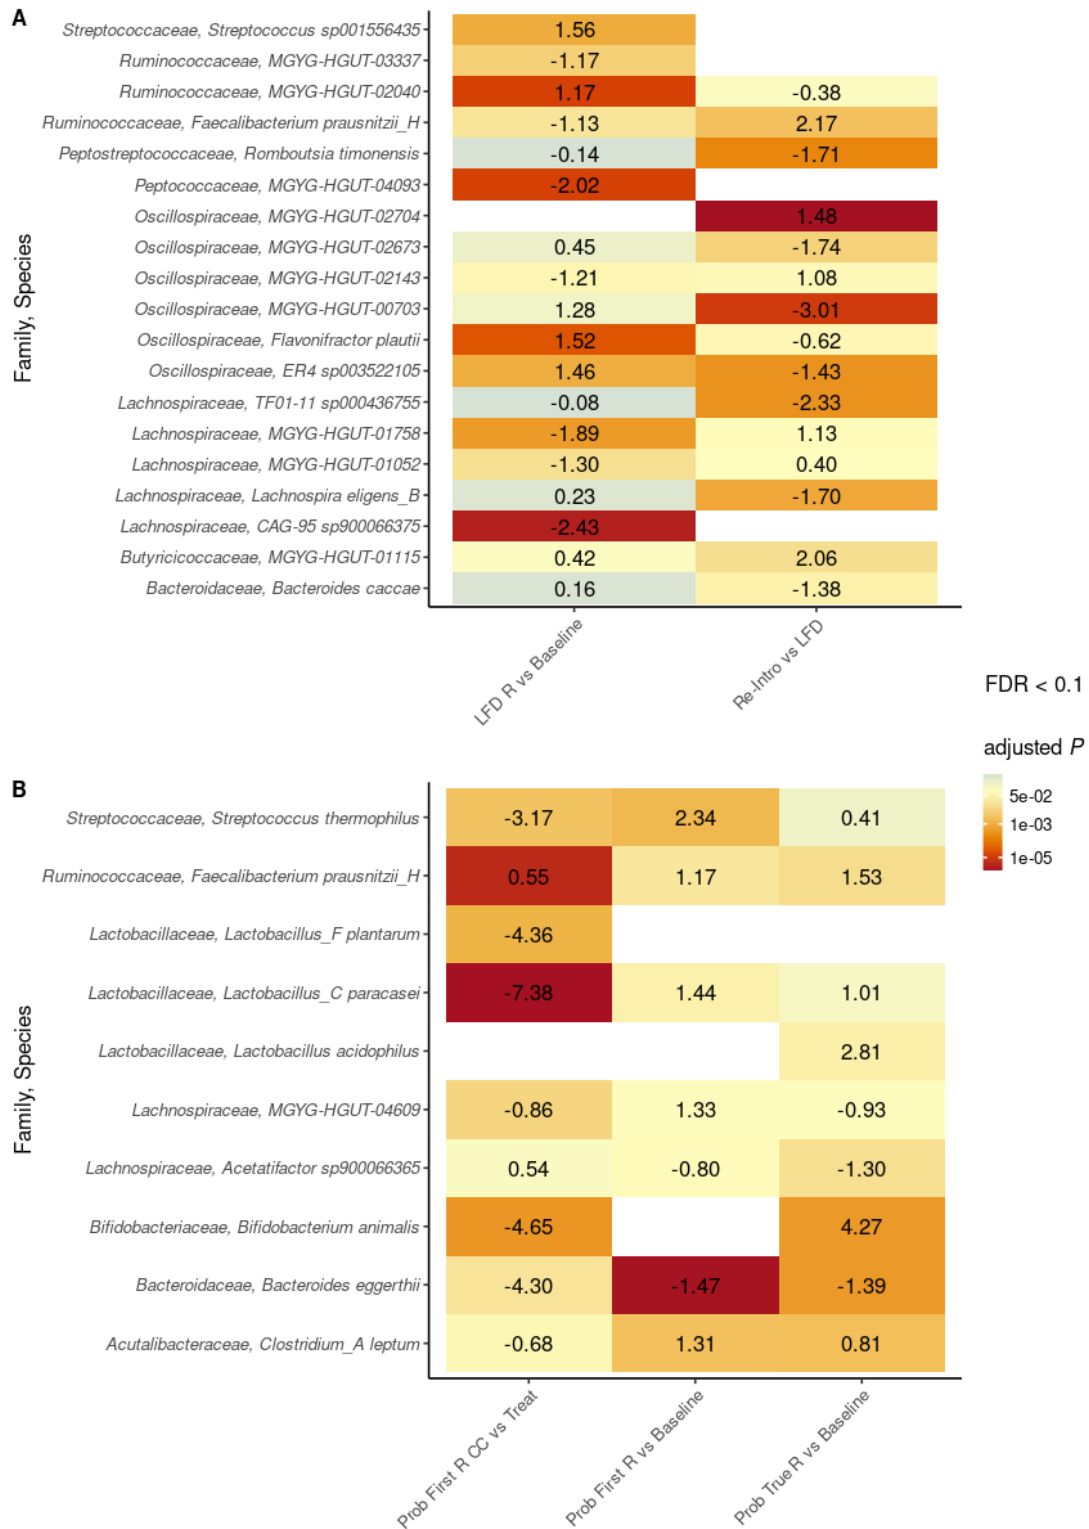 A
Family, Species
Streptococcaceae, Streptococcus sp001556435 1.56
Ruminococcaceae, MGYG-HGUT-03337 -1.17
Ruminococcaceae, MGYG-HGUT-02040 1.17 -0.38
Ruminococcaceae, Faecalibacterium prausnitzii_H -1.13 2.17
Peptostreptococcaceae, Romboutsia timonensis -0.14 -1.71
Peptococcaceae, MGYG-HGUT-04093 -2.02
Oscillospiraceae, MGYG-HGUT-02704 1.48
Oscillospiraceae, MGYG-HGUT-02673 0.45 -1.74
Oscillospiraceae, MGYG-HGUT-02143 -1.21 1.08
Oscillospiraceae, MGYG-HGUT-00703 1.28 -3.01
Oscillospiraceae, Flavonifractor plautii 1.52 -0.62
Oscillospiraceae, ER4 sp003522105 1.46 -1.43
Lachnospiraceae, TF01-11 sp000436755 -0.08 -2.33
Lachnospiraceae, MGYG-HGUT-01758 -1.89 1.13
Lachnospiraceae, MGYG-HGUT-01052 -1.30 0.40
Lachnospiraceae, Lachnospira eligens_B 0.23 -1.70
Lachnospiraceae, CAG-95 sp900066375 -2.43
Butyricicoccaceae, MGYG-HGUT-01115 0.42 2.06
Bacteroidaceae, Bacteroides caccae 0.16 -1.38
LFD R vs Baseline
Re-Intro vs LFD
FDR < 0.1
adjusted P
5e-02
1e-03
1e-05
B
Family, Species
Streptococcaceae, Streptococcus thermophilus -3.17 2.34 0.41
Ruminococcaceae, Faecalibacterium prausnitzii_H 0.55 1.17 1.53
Lactobacillaceae, Lactobacillus_F plantarum -4.36
Lactobacillaceae, Lactobacillus_C paracasei -7.38 1.44 1.01
Lactobacillaceae, Lactobacillus acidophilus 2.81
Lachnospiraceae, MGYG-HGUT-04609 -0.86 1.33 -0.93
Lachnospiraceae, Acetatifactor sp900066365 0.54 -0.80 -1.30
Bifidobacteriaceae, Bifidobacterium animalis -4.65 4.27
Bacteroidaceae, Bacteroides eggerthii -4.30 -1.47 -1.39
Acutalibacteraceae, Clostridium_A leptum -0.68 1.31 0.81
Prob First R CC vs Treat
Prob First R vs Baseline
Prob True R vs Baseline